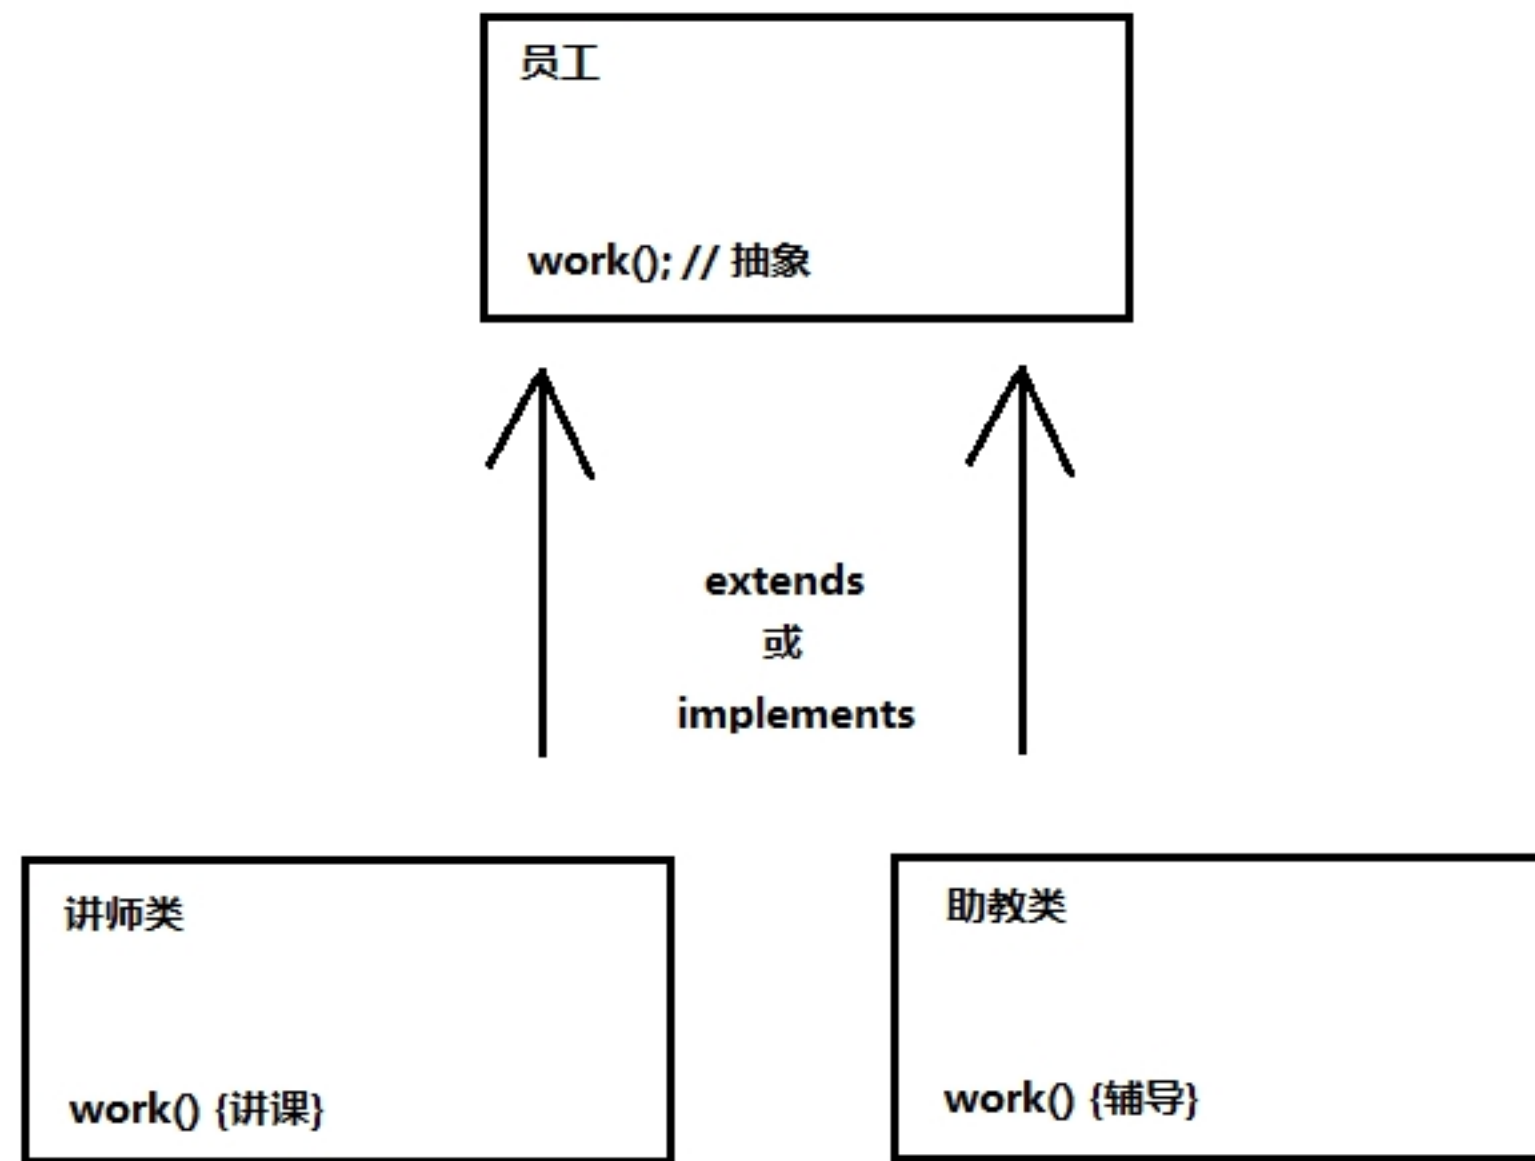 员工
work(); // 抽象
extends
或
implements
讲师类
work() {讲课}
助教类
work() {辅导}